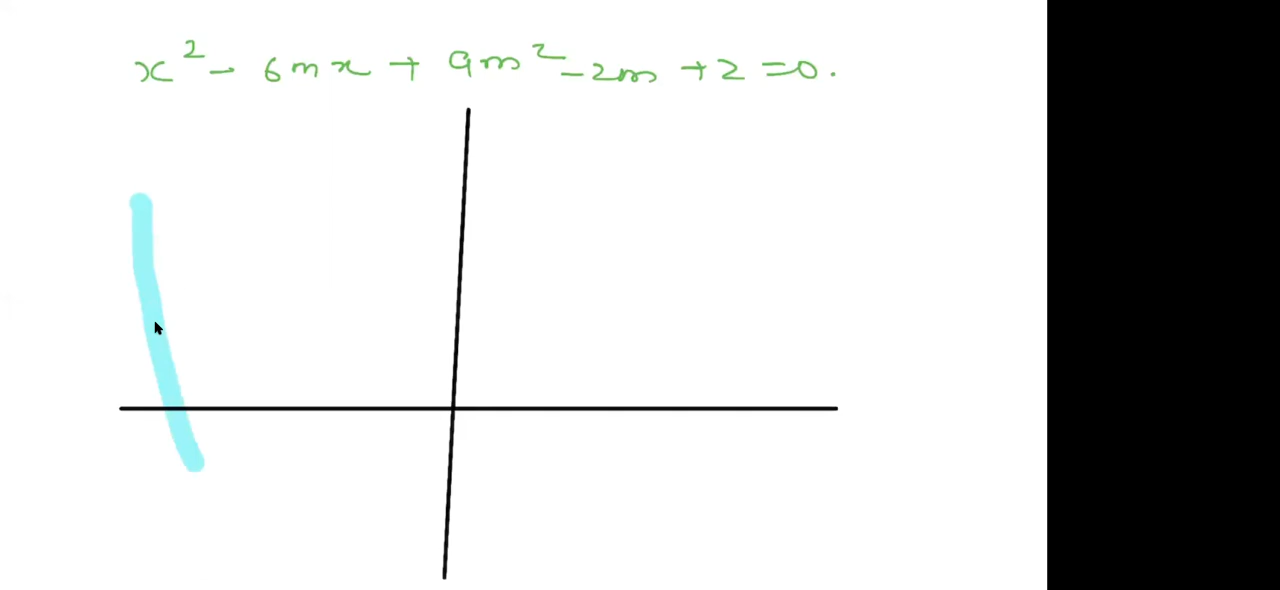 x² - 6mx + 9m² - 2m + 2 = 0.